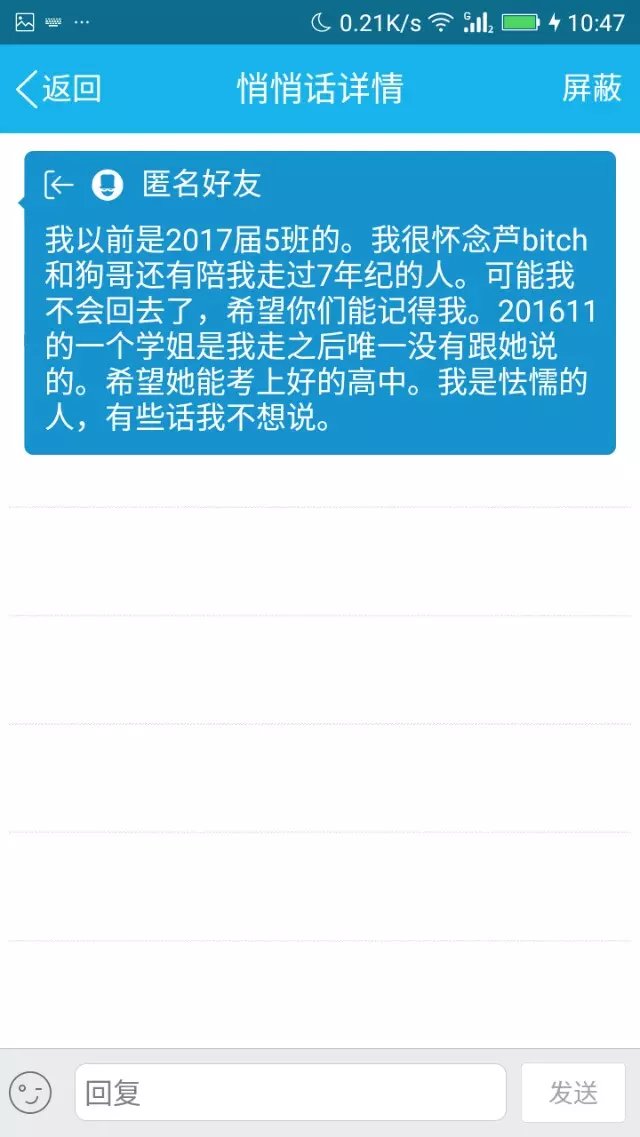 0.21K/s 10:47
返回 悄悄话详情 屏蔽
匿名好友
我以前是2017届5班的。我很怀念芦bitch
和狗哥还有陪我走过7年纪的人。可能我
不会回去了，希望你们能记得我。201611
的一个学姐是我走之后唯一没有跟她说
的。希望她能考上好的高中。我是怯懦的
人，有些话我不想说。
回复 发送